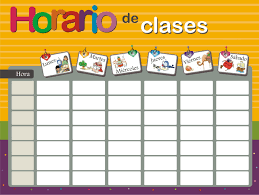 Horario de clases
Lunes Martes Miércoles Jueves Viernes Sábado
Hora